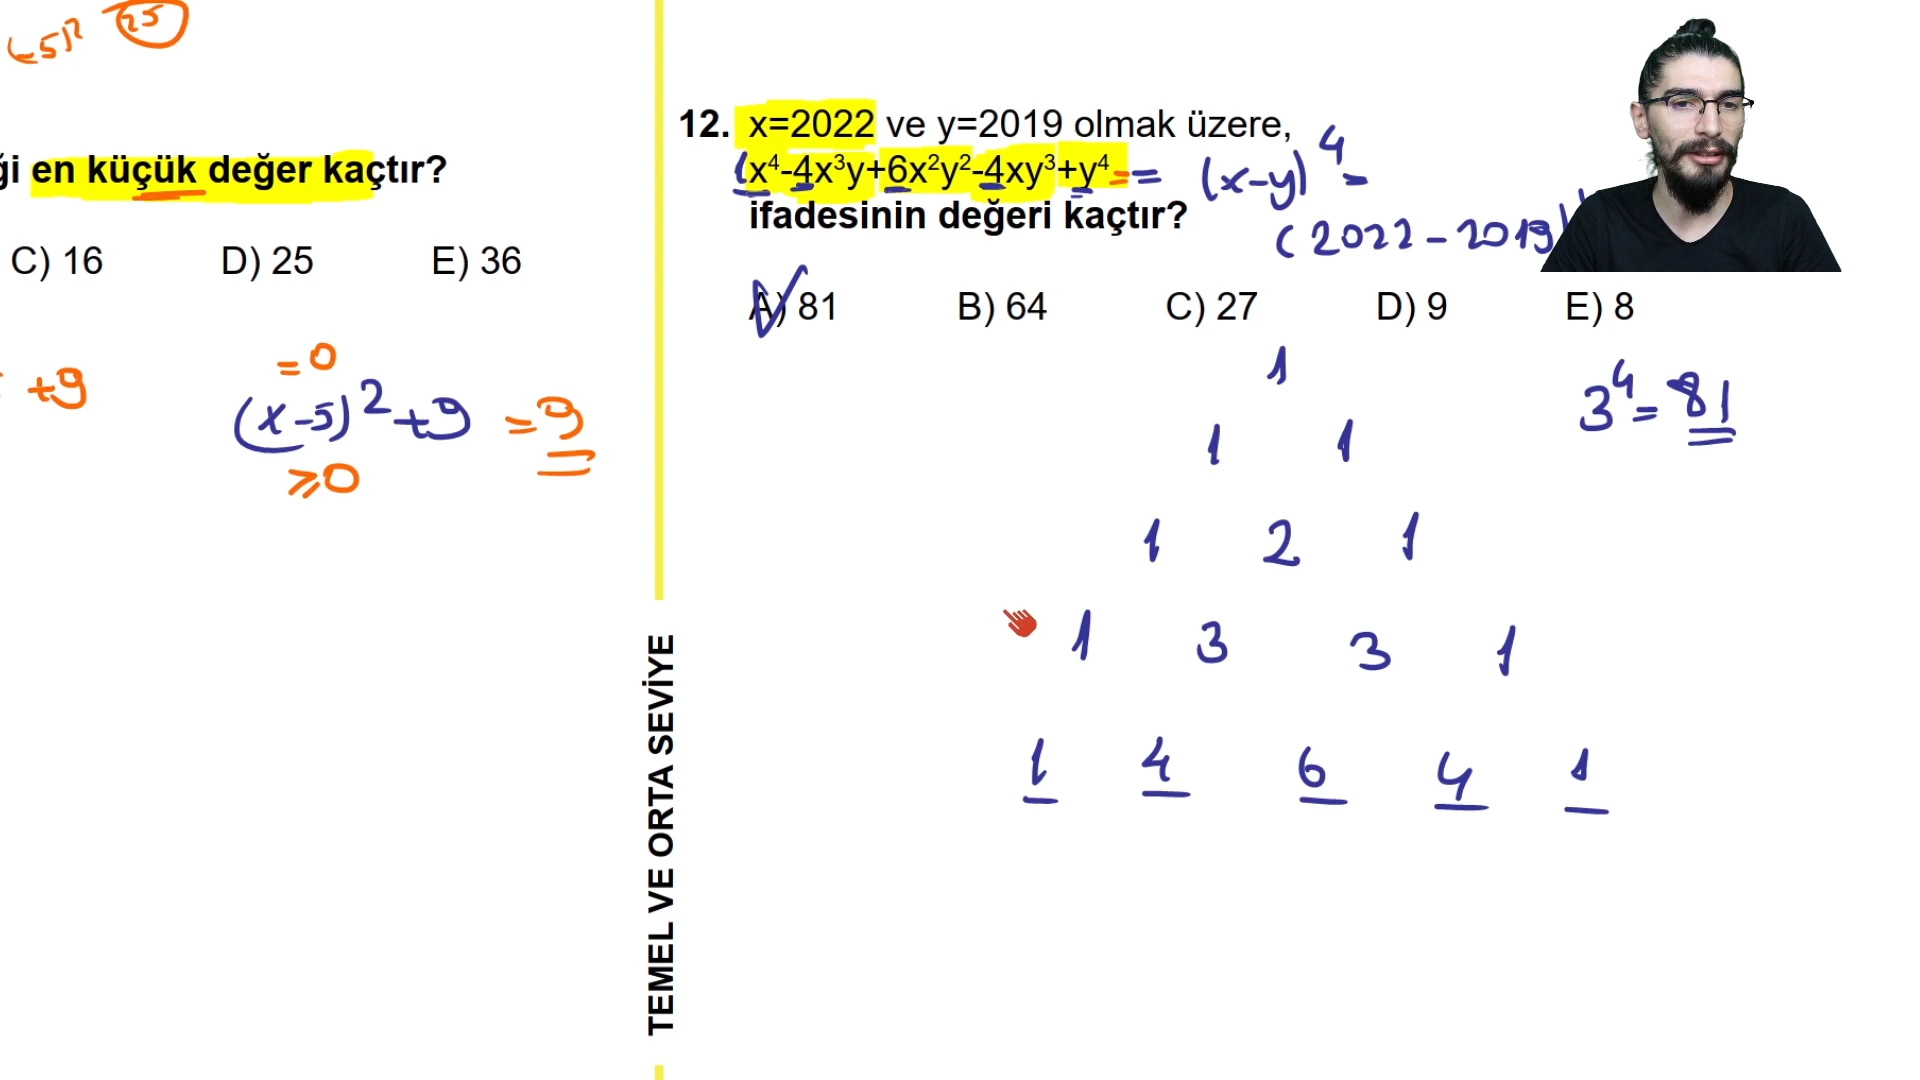 (-5)² 25
ği en küçük değer kaçtır?
C) 16 D) 25 E) 36
+9
=0
(x-5)²+9 =9
≥0
TEMEL VE ORTA SEVİYE
12. x=2022 ve y=2019 olmak üzere,
1x⁴-4x³y+6x²y²-4xy³+y⁴ = = (x-y)⁴ =
ifadesinin değeri kaçtır?
(2022-2019)
A) 81 B) 64 C) 27 D) 9 E) 8
3⁴=81
1
1 1
1 2 1
1 3 3 1
1 4 6 4 1